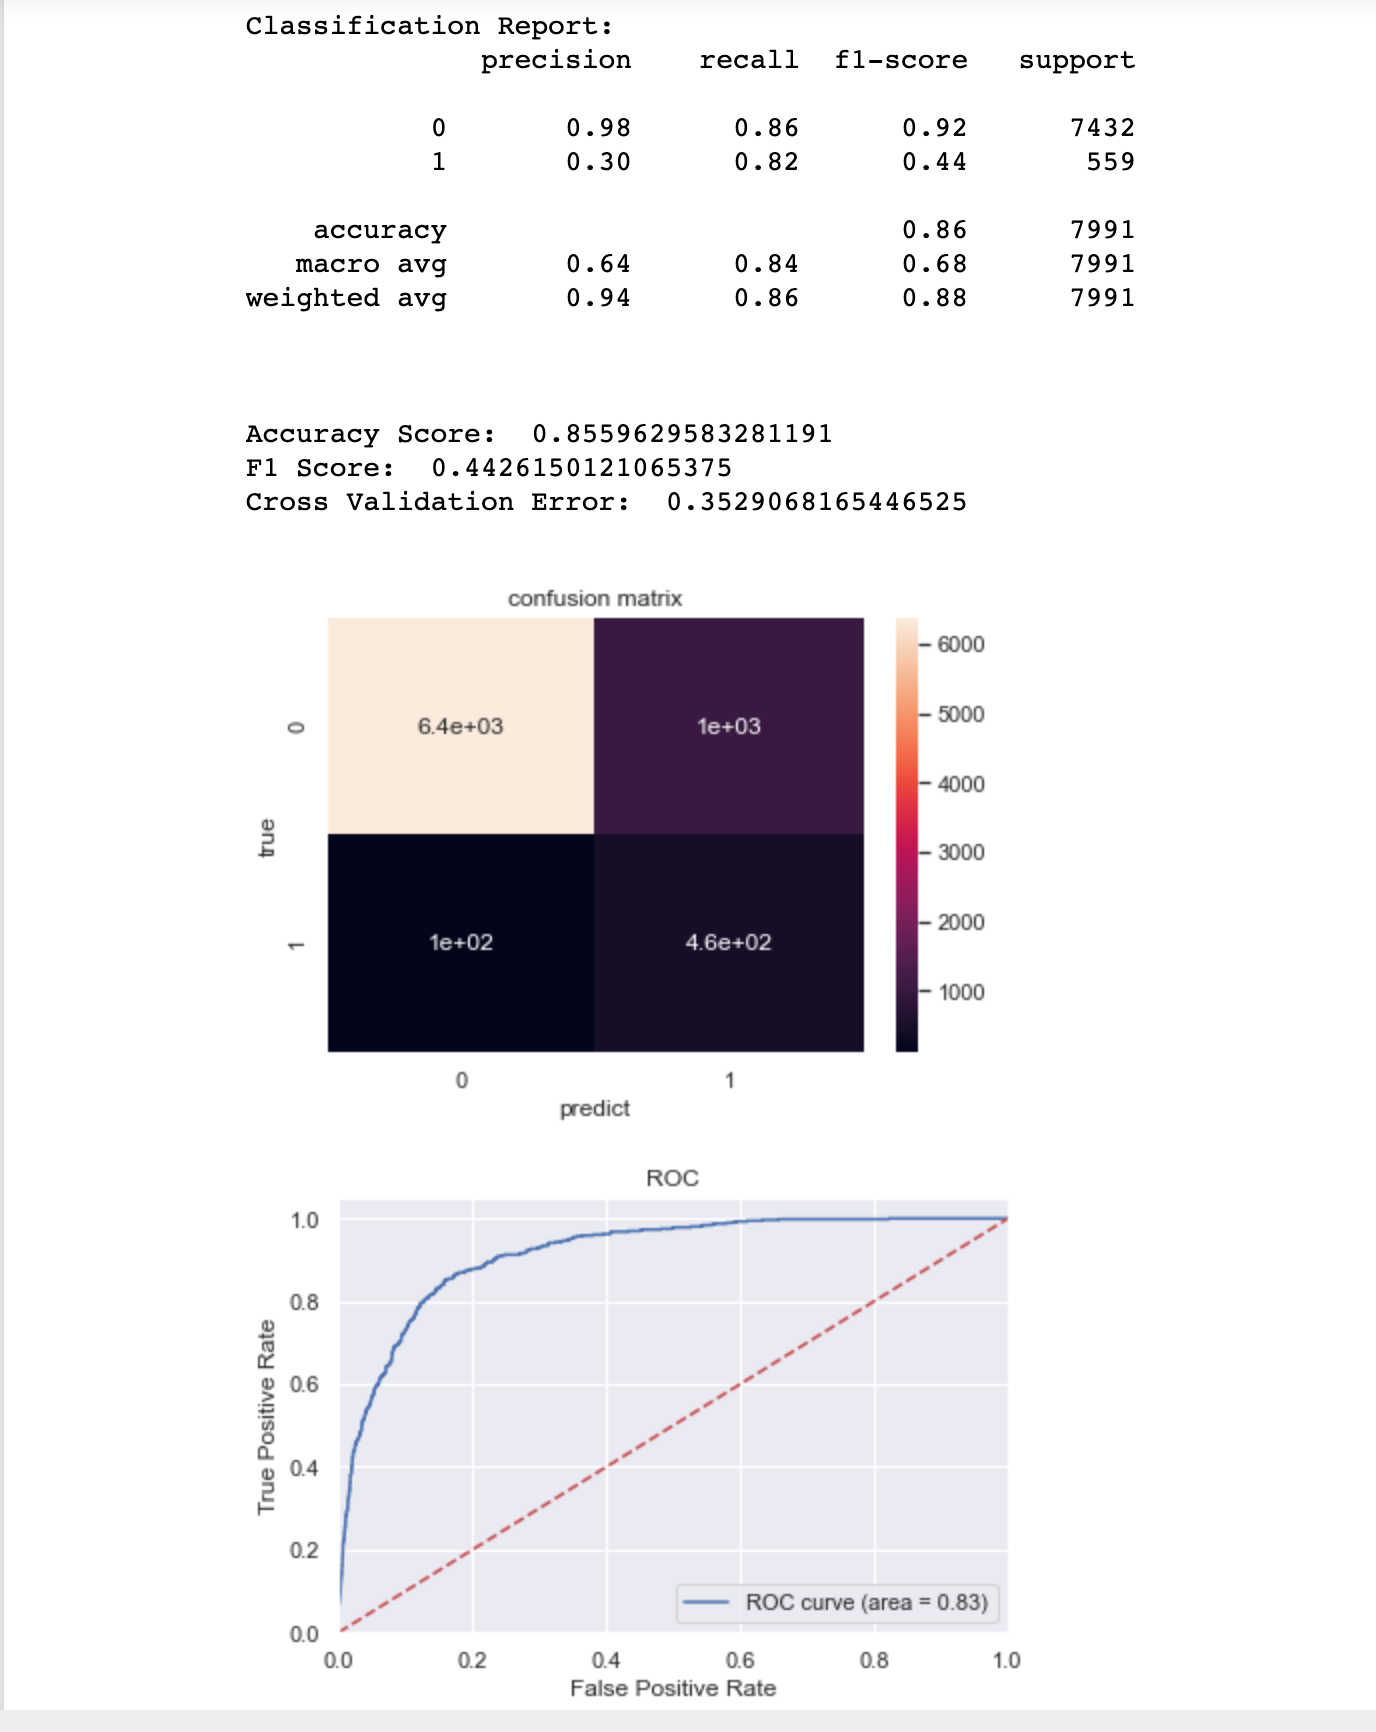 Classification Report:
precision recall f1-score support
0 0.98 0.86 0.92 7432
1 0.30 0.82 0.44 559
accuracy 0.86 7991
macro avg 0.64 0.84 0.68 7991
weighted avg 0.94 0.86 0.88 7991
Accuracy Score: 0.8559629583281191
F1 Score: 0.4426150121065375
Cross Validation Error: 0.3529068165446525
confusion matrix
6.4e+03
1e+03
1e+02
4.6e+02
0
1
true
0
1
predict
6000
5000
4000
3000
2000
1000
ROC
1.0
0.8
0.6
0.4
0.2
0.0
True Positive Rate
ROC curve (area = 0.83)
0.0 0.2 0.4 0.6 0.8 1.0
False Positive Rate